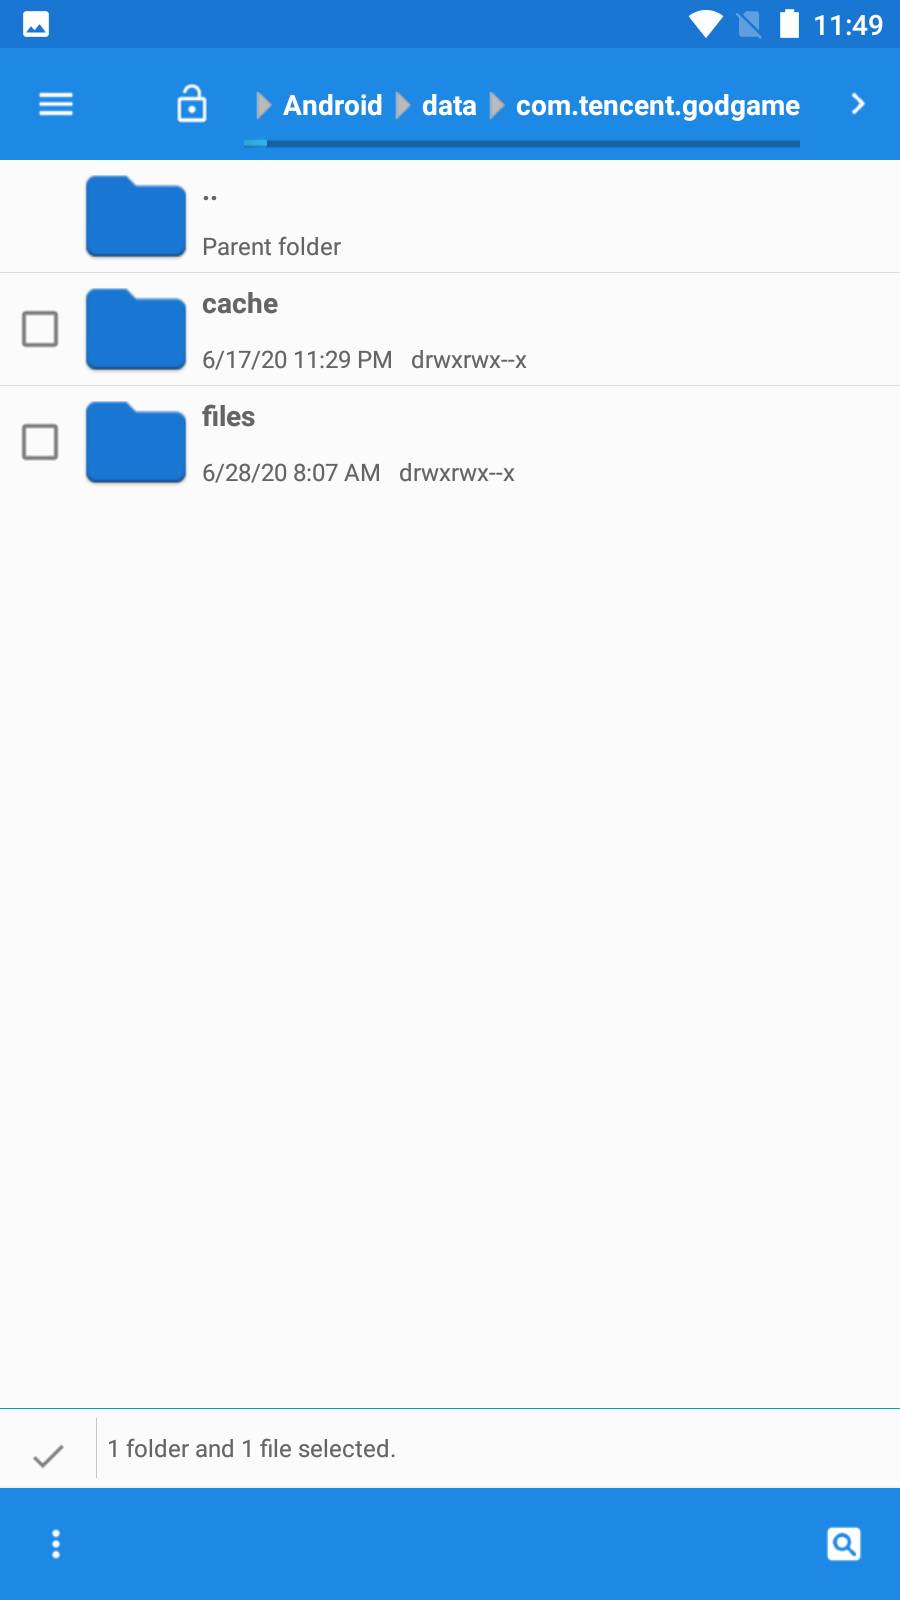 11:49
Android data com.tencent.godgame
..
Parent folder
cache
6/17/20 11:29 PM drwxrwx--x
files
6/28/20 8:07 AM drwxrwx--x
1 folder and 1 file selected.